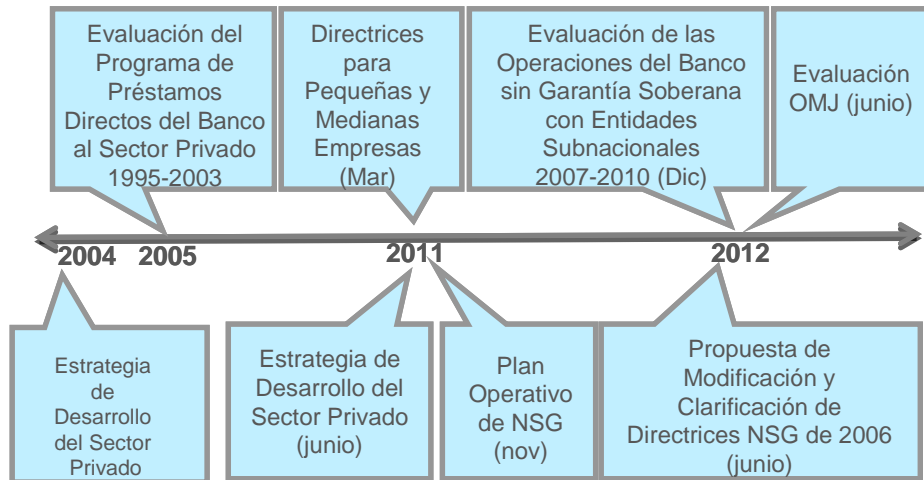 Evaluación del
Programa de
Préstamos
Directos del Banco
al Sector Privado
1995-2003
Directrices
para
Pequeñas y
Medianas
Empresas
(Mar)
Evaluación de las
Operaciones del Banco
sin Garantía Soberana
con Entidades
Subnacionales
2007-2010 (Dic)
Evaluación
OMJ (junio)
2004 2005 2011 2012
Estrategia
de
Desarrollo
del Sector
Privado
Estrategia de
Desarrollo del
Sector Privado
(junio)
Plan
Operativo
de NSG
(nov)
Propuesta de
Modificación y
Clarificación de
Directrices NSG de 2006
(junio)